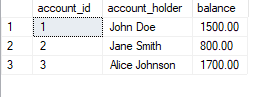 account_id account_holder balance
1 1 John Doe 1500.00
2 2 Jane Smith 800.00
3 3 Alice Johnson 1700.00